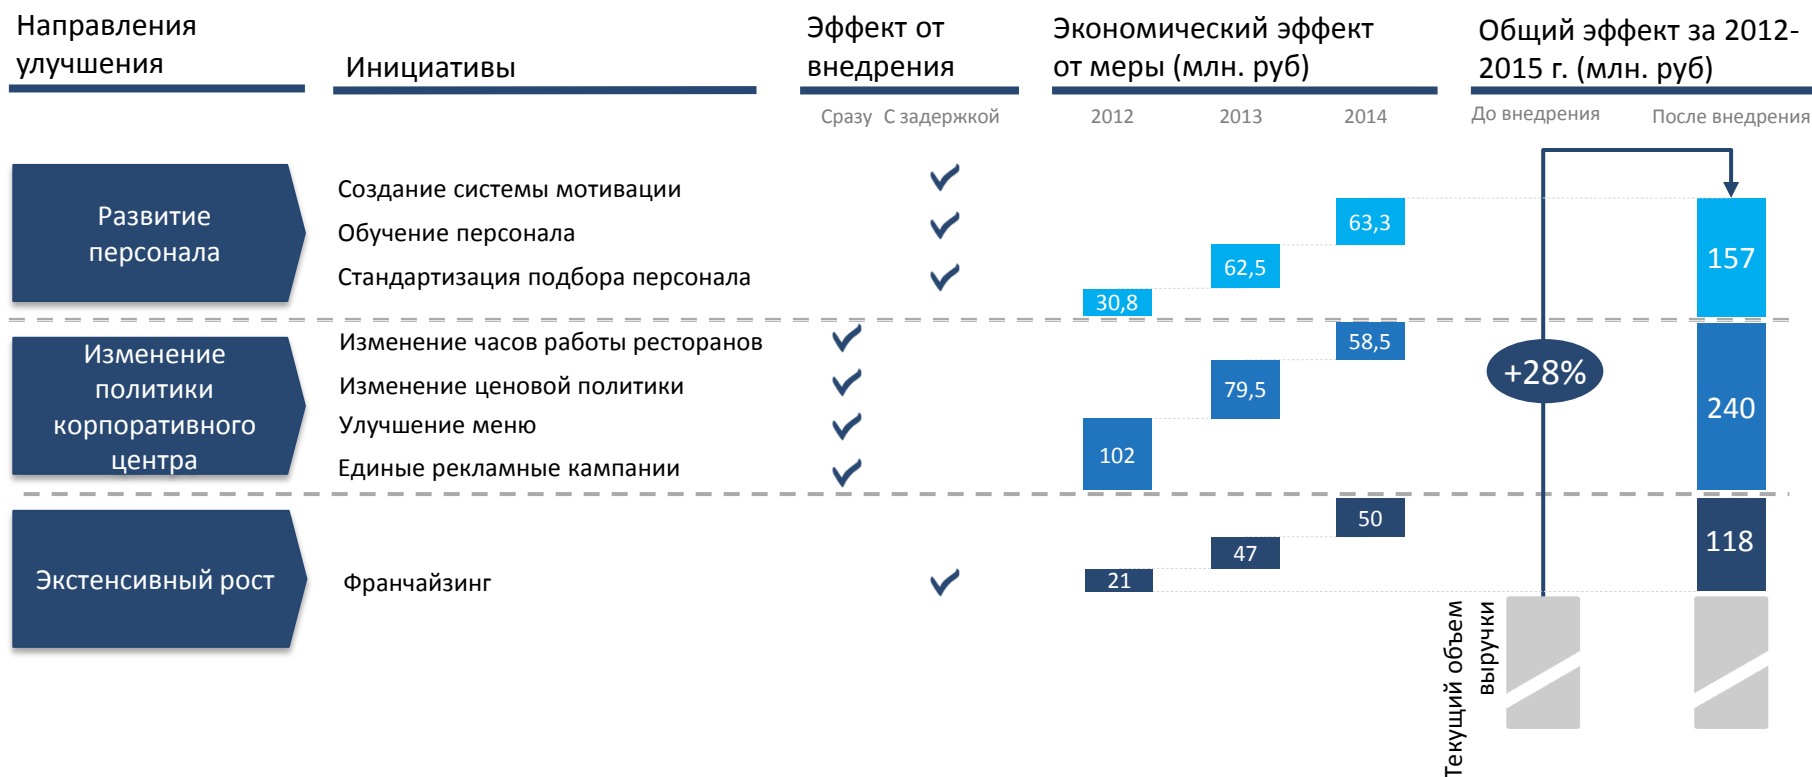 Направления
улучшения
Инициативы
Эффект от
внедрения
Экономический эффект
от меры (млн. руб)
Общий эффект за 2012-
2015 г. (млн. руб)
Сразу С задержкой
2012 2013 2014
До внедрения После внедрения
Развитие
персонала
Создание системы мотивации
Обучение персонала
Стандартизация подбора персонала
30,8
62,5
63,3
157
Изменение
политики
корпоративного
центра
Изменение часов работы ресторанов
Изменение ценовой политики
Улучшение меню
Единые рекламные кампании
102
79,5
58,5
+28%
240
Экстенсивный рост
Франчайзинг
21
47
50
118
Текущий объем
выручки